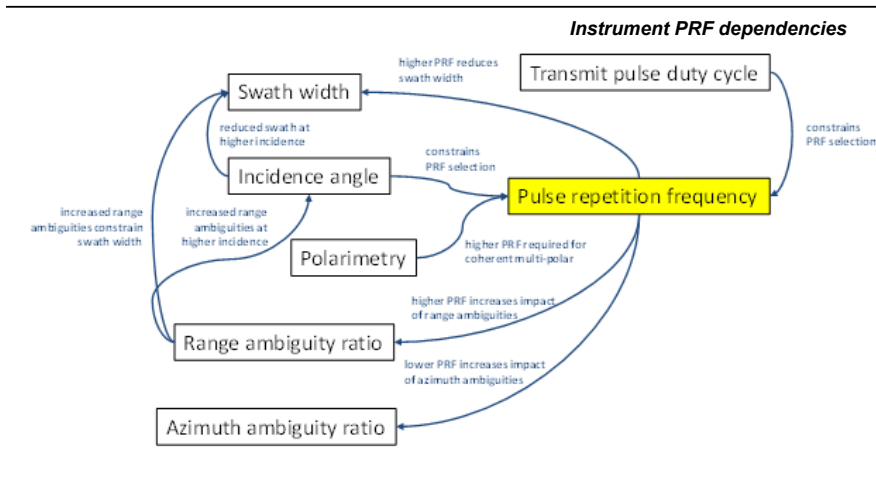 Instrument PRF dependencies
higher PRF reduces
swath width
Transmit pulse duty cycle
Swath width
reduced swath at
higher incidence
constrains
PRF selection
constrains
PRF selection
Incidence angle
Pulse repetition frequency
increased range
ambiguities constrain
swath width
increased range
ambiguities at
higher incidence
Polarimetry
higher PRF required for
coherent multi-polar
higher PRF increases impact
of range ambiguities
Range ambiguity ratio
lower PRF increases impact
of azimuth ambiguities
Azimuth ambiguity ratio